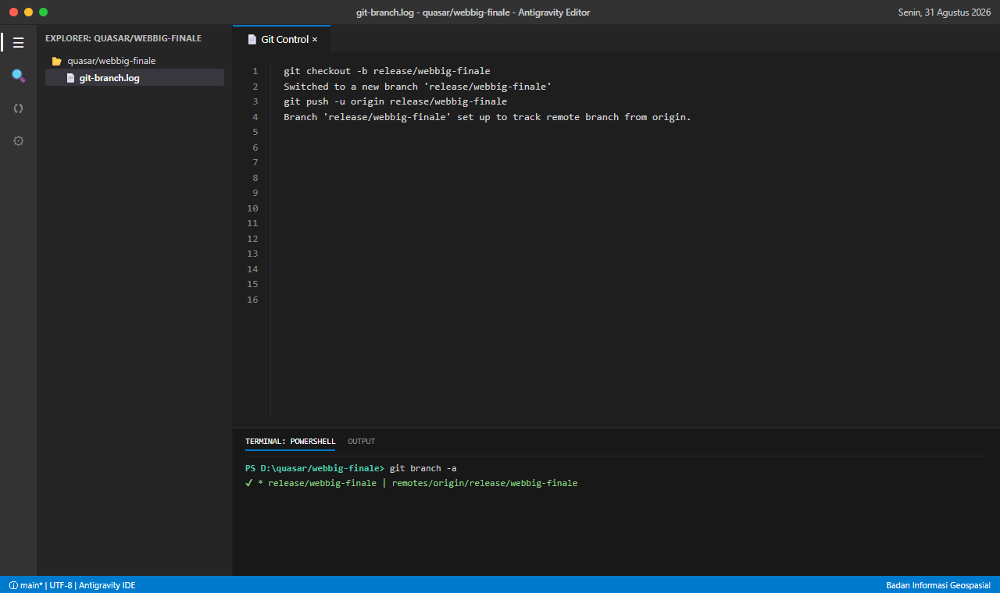 git-branch.log - quasar/webbig-finale - Antigravity Editor
Senin, 31 Agustus 2026
EXPLORER: QUASAR/WEBBIG-FINALE
quasar/webbig-finale
git-branch.log
Git Control ×
1 git checkout -b release/webbig-finale
2 Switched to a new branch 'release/webbig-finale'
3 git push -u origin release/webbig-finale
4 Branch 'release/webbig-finale' set up to track remote branch from origin.
5
6
7
8
9
10
11
12
13
14
15
16
TERMINAL: POWERSHELL OUTPUT
PS D:\quasar/webbig-finale> git branch -a
✓ * release/webbig-finale | remotes/origin/release/webbig-finale
main* | UTF-8 | Antigravity IDE
Badan Informasi Geospasial